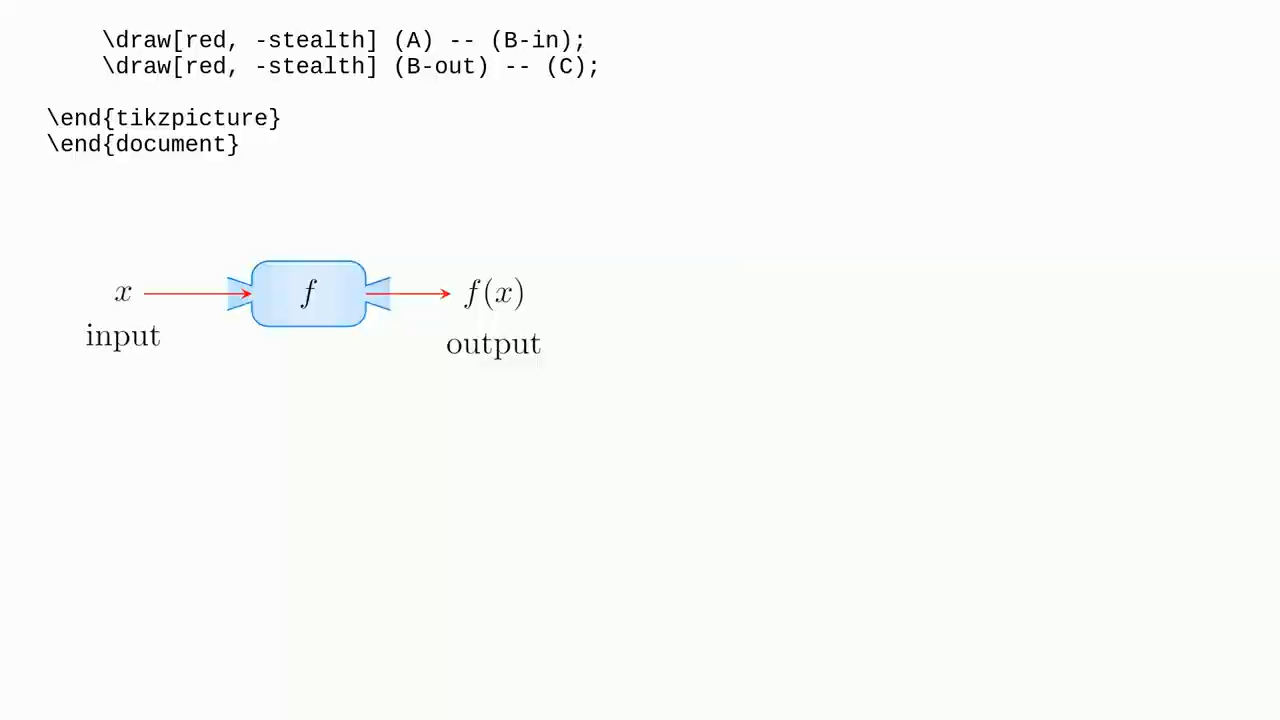 \draw[red, -stealth] (A) -- (B-in);
\draw[red, -stealth] (B-out) -- (C);
\end{tikzpicture}
\end{document}
x f f(x)
input output